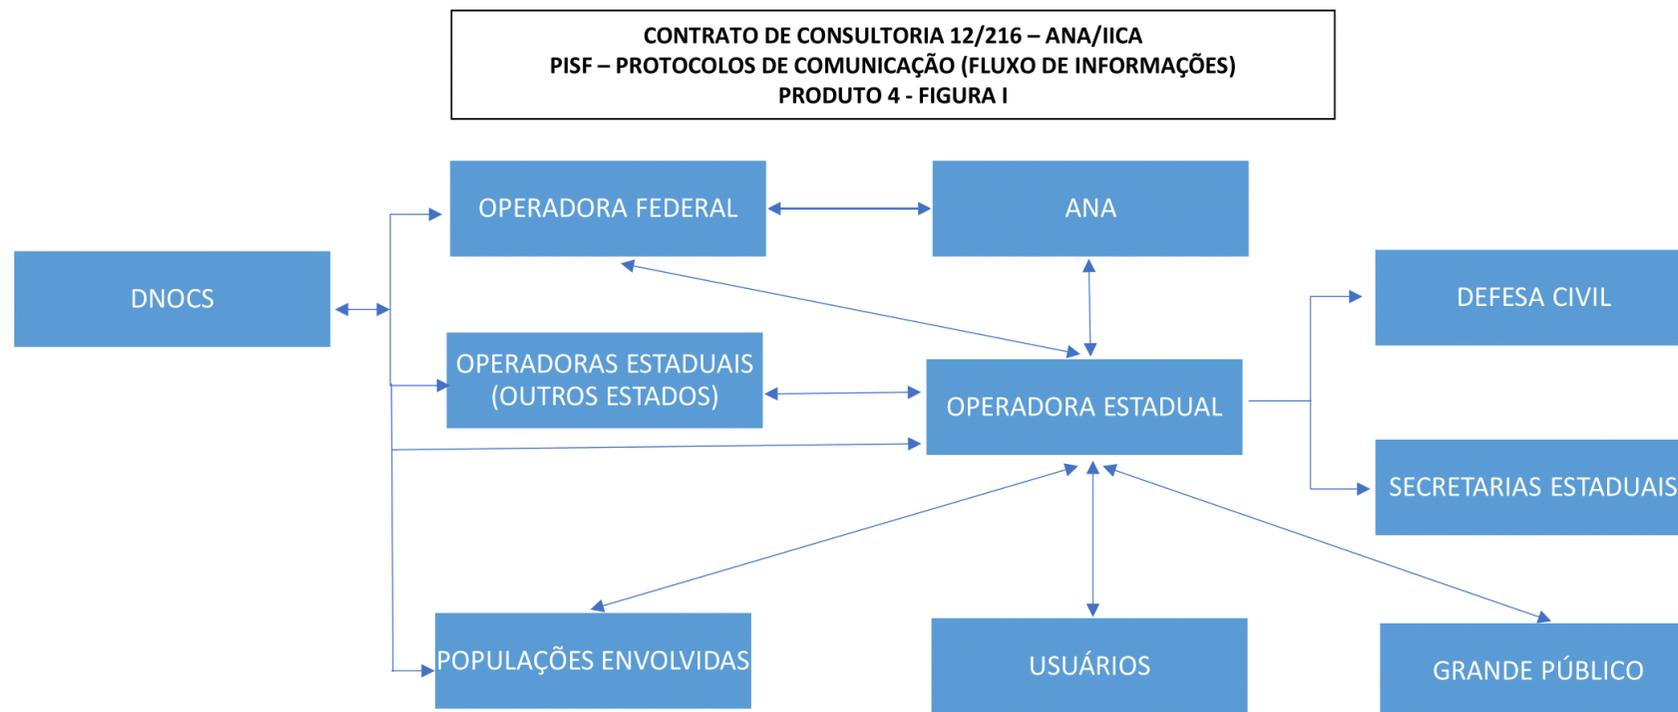 CONTRATO DE CONSULTORIA 12/216 – ANA/IICA
PISF – PROTOCOLOS DE COMUNICAÇÃO (FLUXO DE INFORMAÇÕES)
PRODUTO 4 - FIGURA I
OPERADORA FEDERAL
ANA
DNOCS
DEFESA CIVIL
OPERADORAS ESTADUAIS
(OUTROS ESTADOS)
OPERADORA ESTADUAL
SECRETARIAS ESTADUAIS
POPULAÇÕES ENVOLVIDAS
USUÁRIOS
GRANDE PÚBLICO